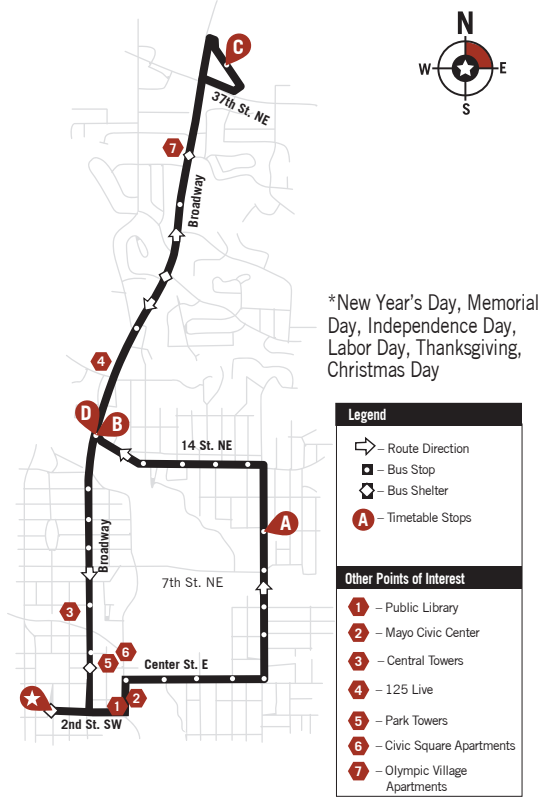 N
W
E
S
C
37th St. NE
7
Broadway
*New Year's Day, Memorial
Day, Independence Day,
Labor Day, Thanksgiving,
Christmas Day
4
D
B
14 St. NE
A
Broadway
7th St. NE
3
6
5
Center St. E
2
1
2nd St. SW
Legend
– Route Direction
– Bus Stop
– Bus Shelter
A – Timetable Stops
Other Points of Interest
1 – Public Library
2 – Mayo Civic Center
3 – Central Towers
4 – 125 Live
5 – Park Towers
6 – Civic Square Apartments
7 – Olympic Village
Apartments